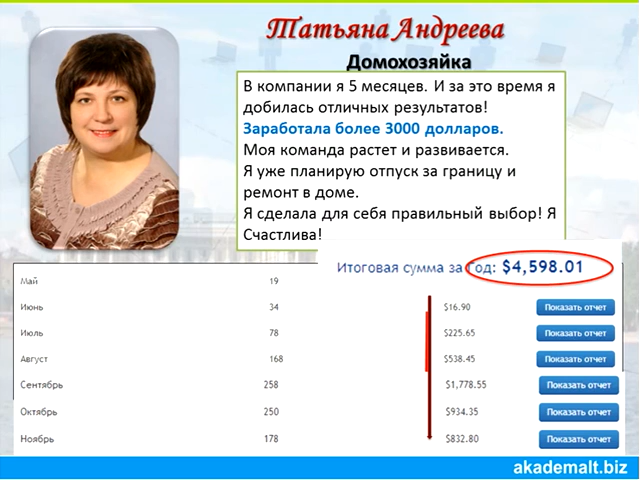 Татьяна Андреева
Домохозяйка
В компании я 5 месяцев. И за это время я
добилась отличных результатов!
Заработала более 3000 долларов.
Моя команда растет и развивается.
Я уже планирую отпуск за границу и
ремонт в доме.
Я сделала для себя правильный выбор! Я
Счастлива!
Итоговая сумма за год: $4,598.01
Май 19
Июнь 34 $16.90 Показать отчет
Июль 78 $225.65 Показать отчет
Август 168 $538.45 Показать отчет
Сентябрь 258 $1,778.55 Показать отчет
Октябрь 250 $934.35 Показать отчет
Ноябрь 178 $832.80 Показать отчет
akademalt.biz